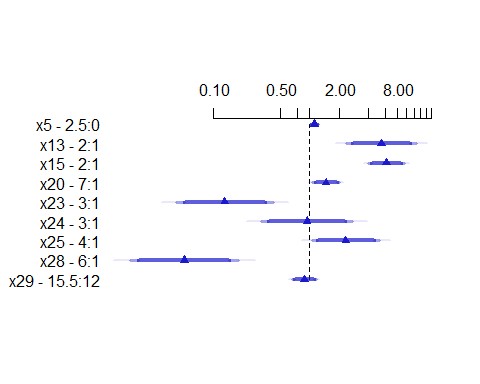 0.10 0.50 2.00 8.00
x5 - 2.5:0
x13 - 2:1
x15 - 2:1
x20 - 7:1
x23 - 3:1
x24 - 3:1
x25 - 4:1
x28 - 6:1
x29 - 15.5:12